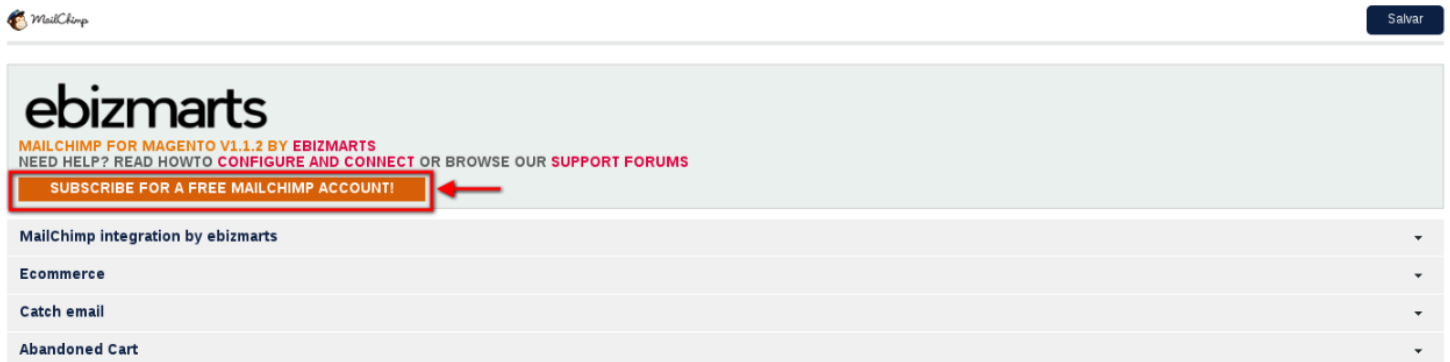 MailChimp
Salvar
ebizmarts
MAILCHIMP FOR MAGENTO V1.1.2 BY EBIZMARTS
NEED HELP? READ HOWTO CONFIGURE AND CONNECT OR BROWSE OUR SUPPORT FORUMS
SUBSCRIBE FOR A FREE MAILCHIMP ACCOUNT!
MailChimp integration by ebizmarts
Ecommerce
Catch email
Abandoned Cart